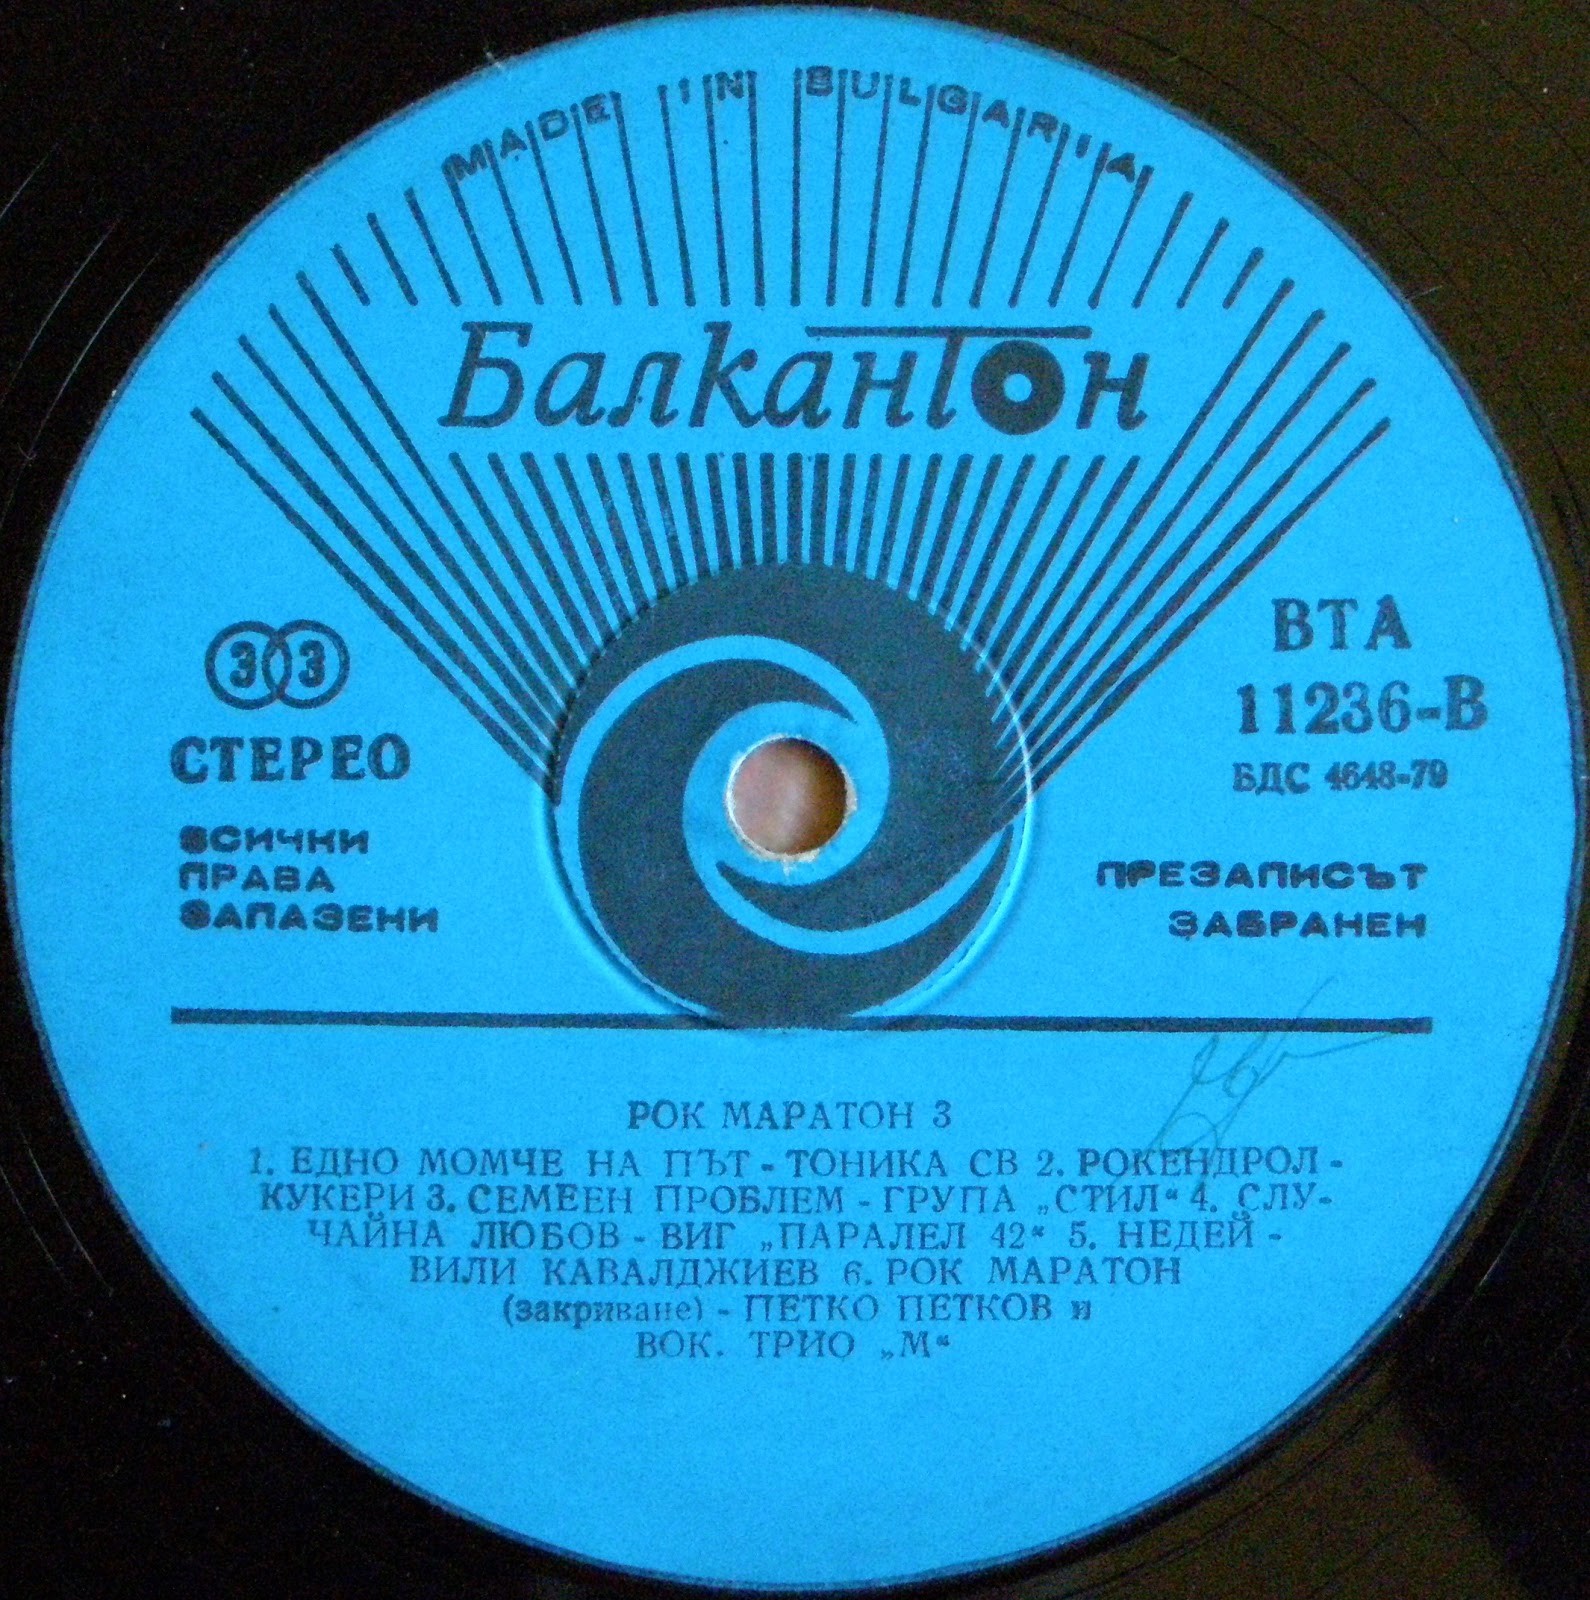 MADE IN BULGARIA
Балкантон
33
СТЕРЕО
ВСИЧКИ
ПРАВА
ЗАПАЗЕНИ
ВТА
11236-В
БДС 4648-79
ПРЕЗАПИСЪТ
ЗАБРАНЕН
РОК МАРАТОН 3
1. ЕДНО МОМЧЕ НА ПЪТ - ТОНИКА СВ 2. РОКЕНДРОЛ -
КУКЕРИ 3. СЕМЕЕН ПРОБЛЕМ - ГРУПА „СТИЛ“ 4. СЛУ-
ЧАЙНА ЛЮБОВ - ВИГ „ПАРАЛЕЛ 42“ 5. НЕДЕЙ -
ВИЛИ КАВАЛДЖИЕВ 6. РОК МАРАТОН
(закриване) - ПЕТКО ПЕТКОВ и
ВОК. ТРИО „М“